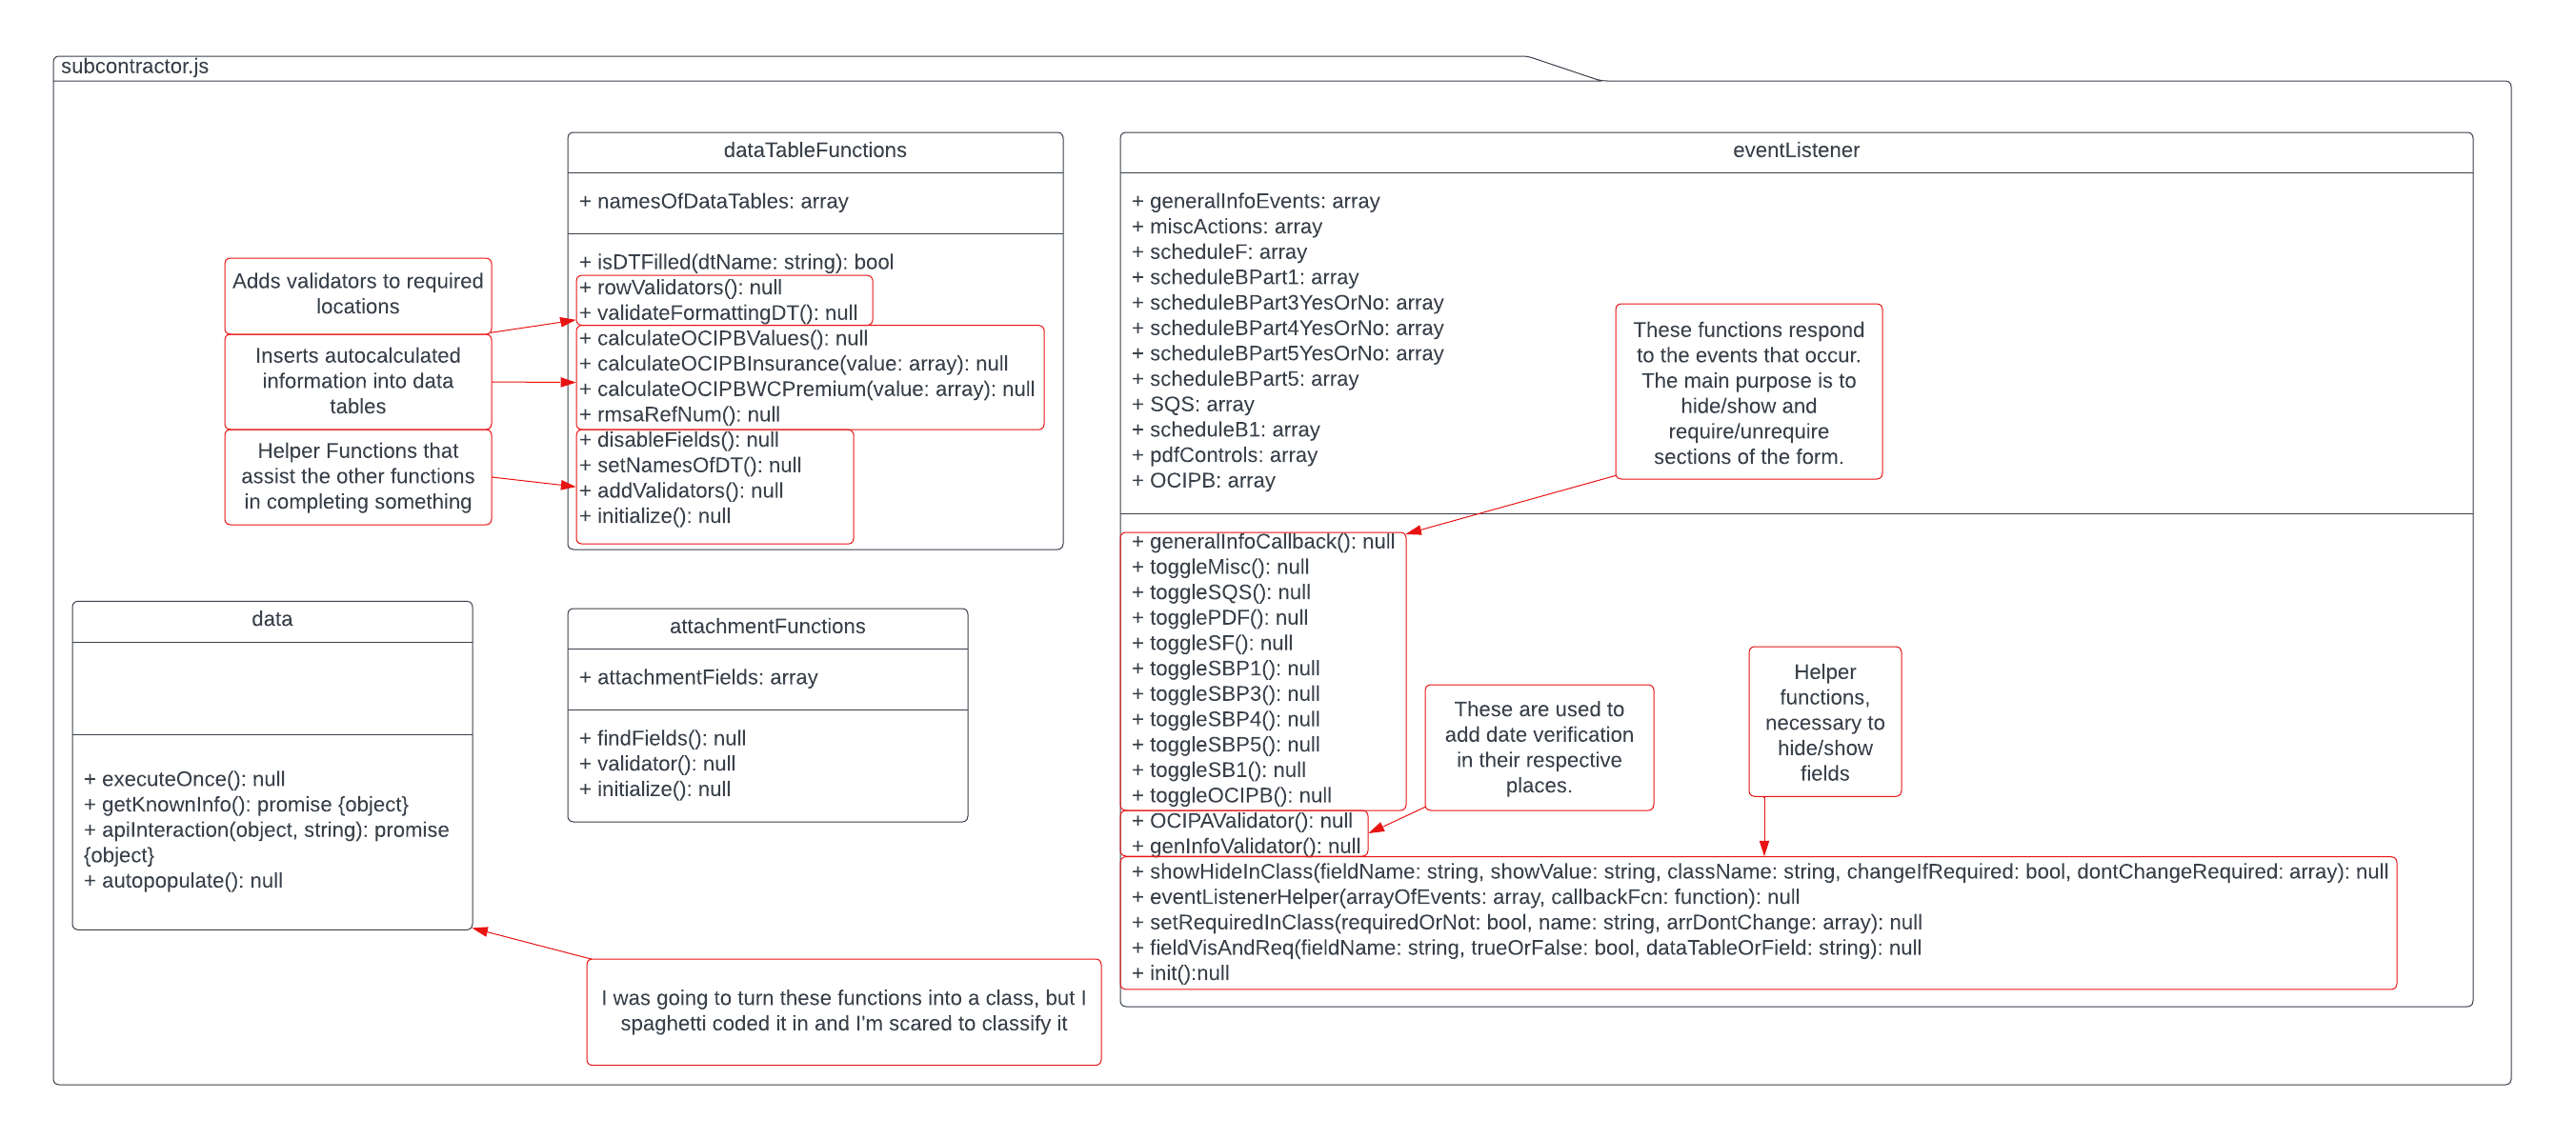 subcontractor.js
dataTableFunctions
+ namesOfDataTables: array
+ isDTFilled(dtName: string): bool
+ rowValidators(): null
+ validateFormattingDT(): null
+ calculateOCIPBValues(): null
+ calculateOCIPBInsurance(value: array): null
+ calculateOCIPBWCPremium(value: array): null
+ rmsaRefNum(): null
+ disableFields(): null
+ setNamesOfDT(): null
+ addValidators(): null
+ initialize(): null
Adds validators to required
locations
Inserts autocalculated
information into data
tables
Helper Functions that
assist the other functions
in completing something
data
+ executeOnce(): null
+ getKnownInfo(): promise {object}
+ apiInteraction(object, string): promise
{object}
+ autopopulate(): null
attachmentFunctions
+ attachmentFields: array
+ findFields(): null
+ validator(): null
+ initialize(): null
I was going to turn these functions into a class, but I
spaghetti coded it in and I'm scared to classify it
eventListener
+ generalInfoEvents: array
+ miscActions: array
+ scheduleF: array
+ scheduleBPart1: array
+ scheduleBPart3YesOrNo: array
+ scheduleBPart4YesOrNo: array
+ scheduleBPart5YesOrNo: array
+ scheduleBPart5: array
+ SQS: array
+ scheduleB1: array
+ pdfControls: array
+ OCIPB: array
These functions respond
to the events that occur.
The main purpose is to
hide/show and
require/unrequire
sections of the form.
+ generalInfoCallback(): null
+ toggleMisc(): null
+ toggleSQS(): null
+ togglePDF(): null
+ toggleSF(): null
+ toggleSBP1(): null
+ toggleSBP3(): null
+ toggleSBP4(): null
+ toggleSBP5(): null
+ toggleSB1(): null
+ toggleOCIPB(): null
+ OCIPAValidator(): null
+ genInfoValidator(): null
These are used to
add date verification
in their respective
places.
Helper
functions,
necessary to
hide/show
fields
+ showHideInClass(fieldName: string, showValue: string, className: string, changeIfRequired: bool, dontChangeRequired: array): null
+ eventListenerHelper(arrayOfEvents: array, callbackFcn: function): null
+ setRequiredInClass(requiredOrNot: bool, name: string, arrDontChange: array): null
+ fieldVisAndReq(fieldName: string, trueOrFalse: bool, dataTableOrField: string): null
+ init():null